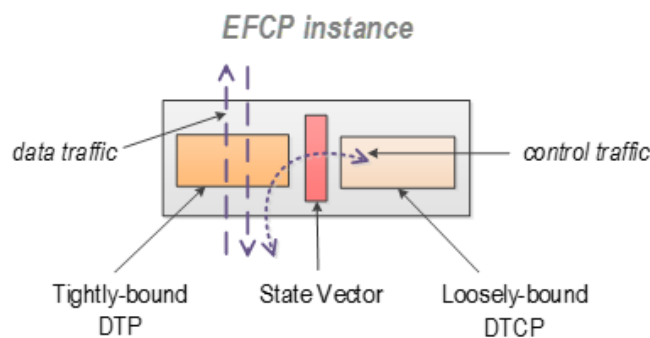 EFCP instance
data traffic
control traffic
Tightly-bound
DTP
State Vector
Loosely-bound
DTCP